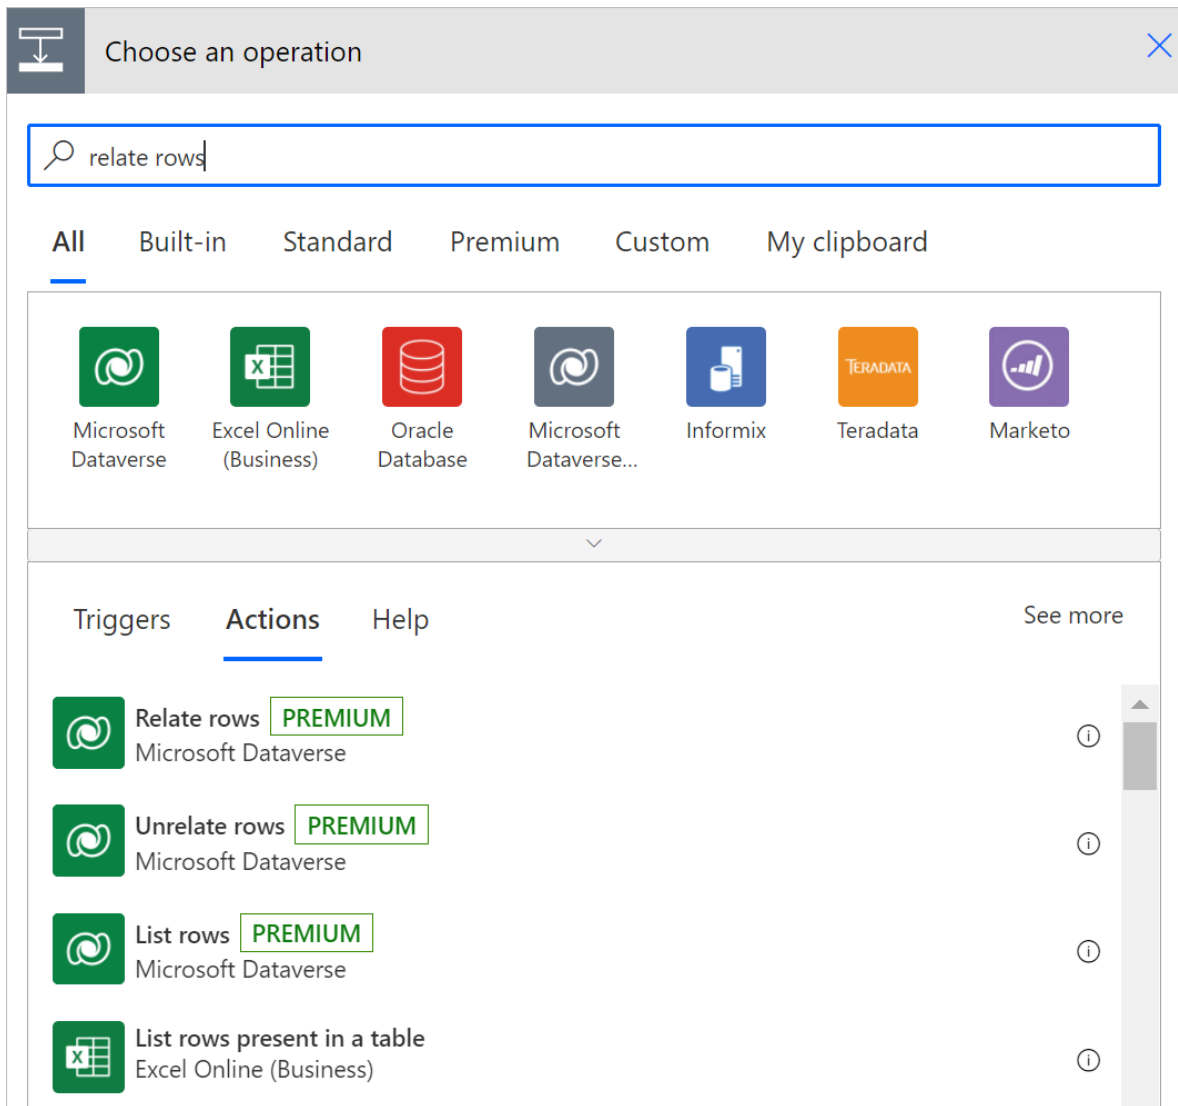 Choose an operation
relate rows
All Built-in Standard Premium Custom My clipboard
TERADATA
Microsoft Dataverse
Excel Online (Business)
Oracle Database
Microsoft Dataverse...
Informix
Teradata
Marketo
Triggers Actions Help See more
Relate rows PREMIUM
Microsoft Dataverse
Unrelate rows PREMIUM
Microsoft Dataverse
List rows PREMIUM
Microsoft Dataverse
List rows present in a table
Excel Online (Business)